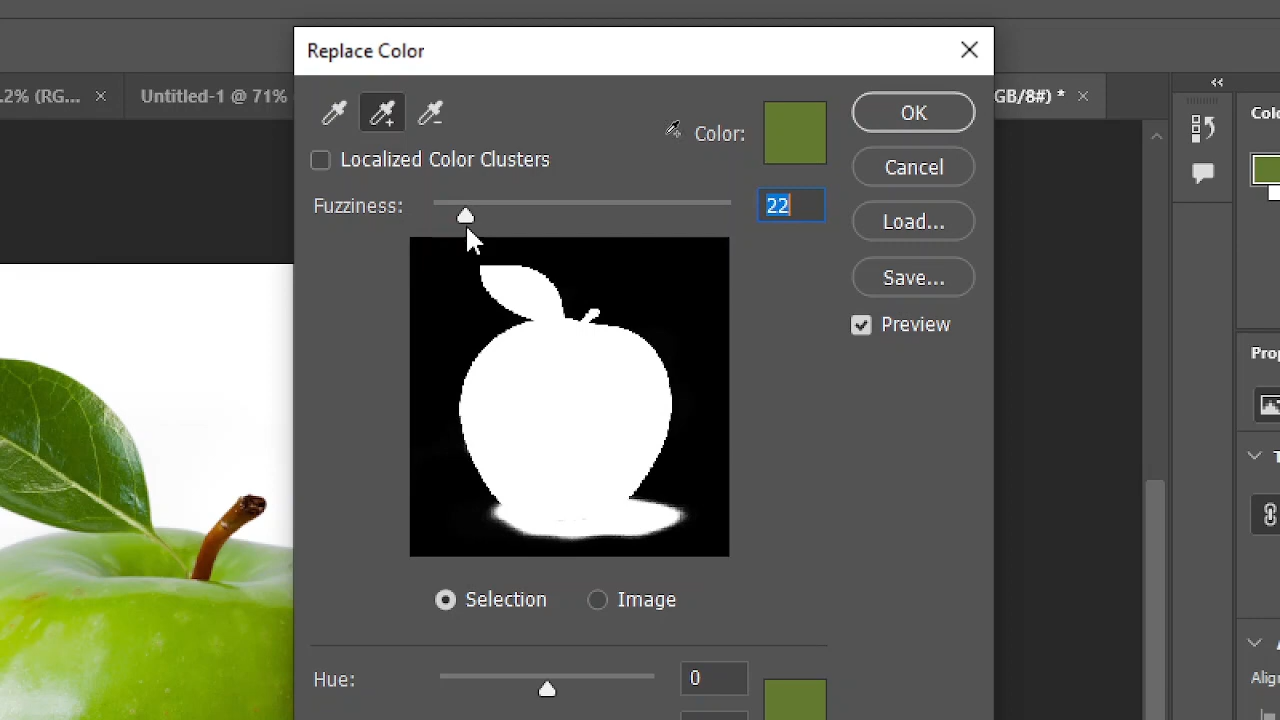 Replace Color
.2% (RG...
Untitled-1 @ 71%
GB/8#) *
Color:
OK
Localized Color Clusters
Cancel
Fuzziness:
22
Load...
Save...
Preview
Selection
Image
Hue:
0
Colo
Prop
T
A
Alig